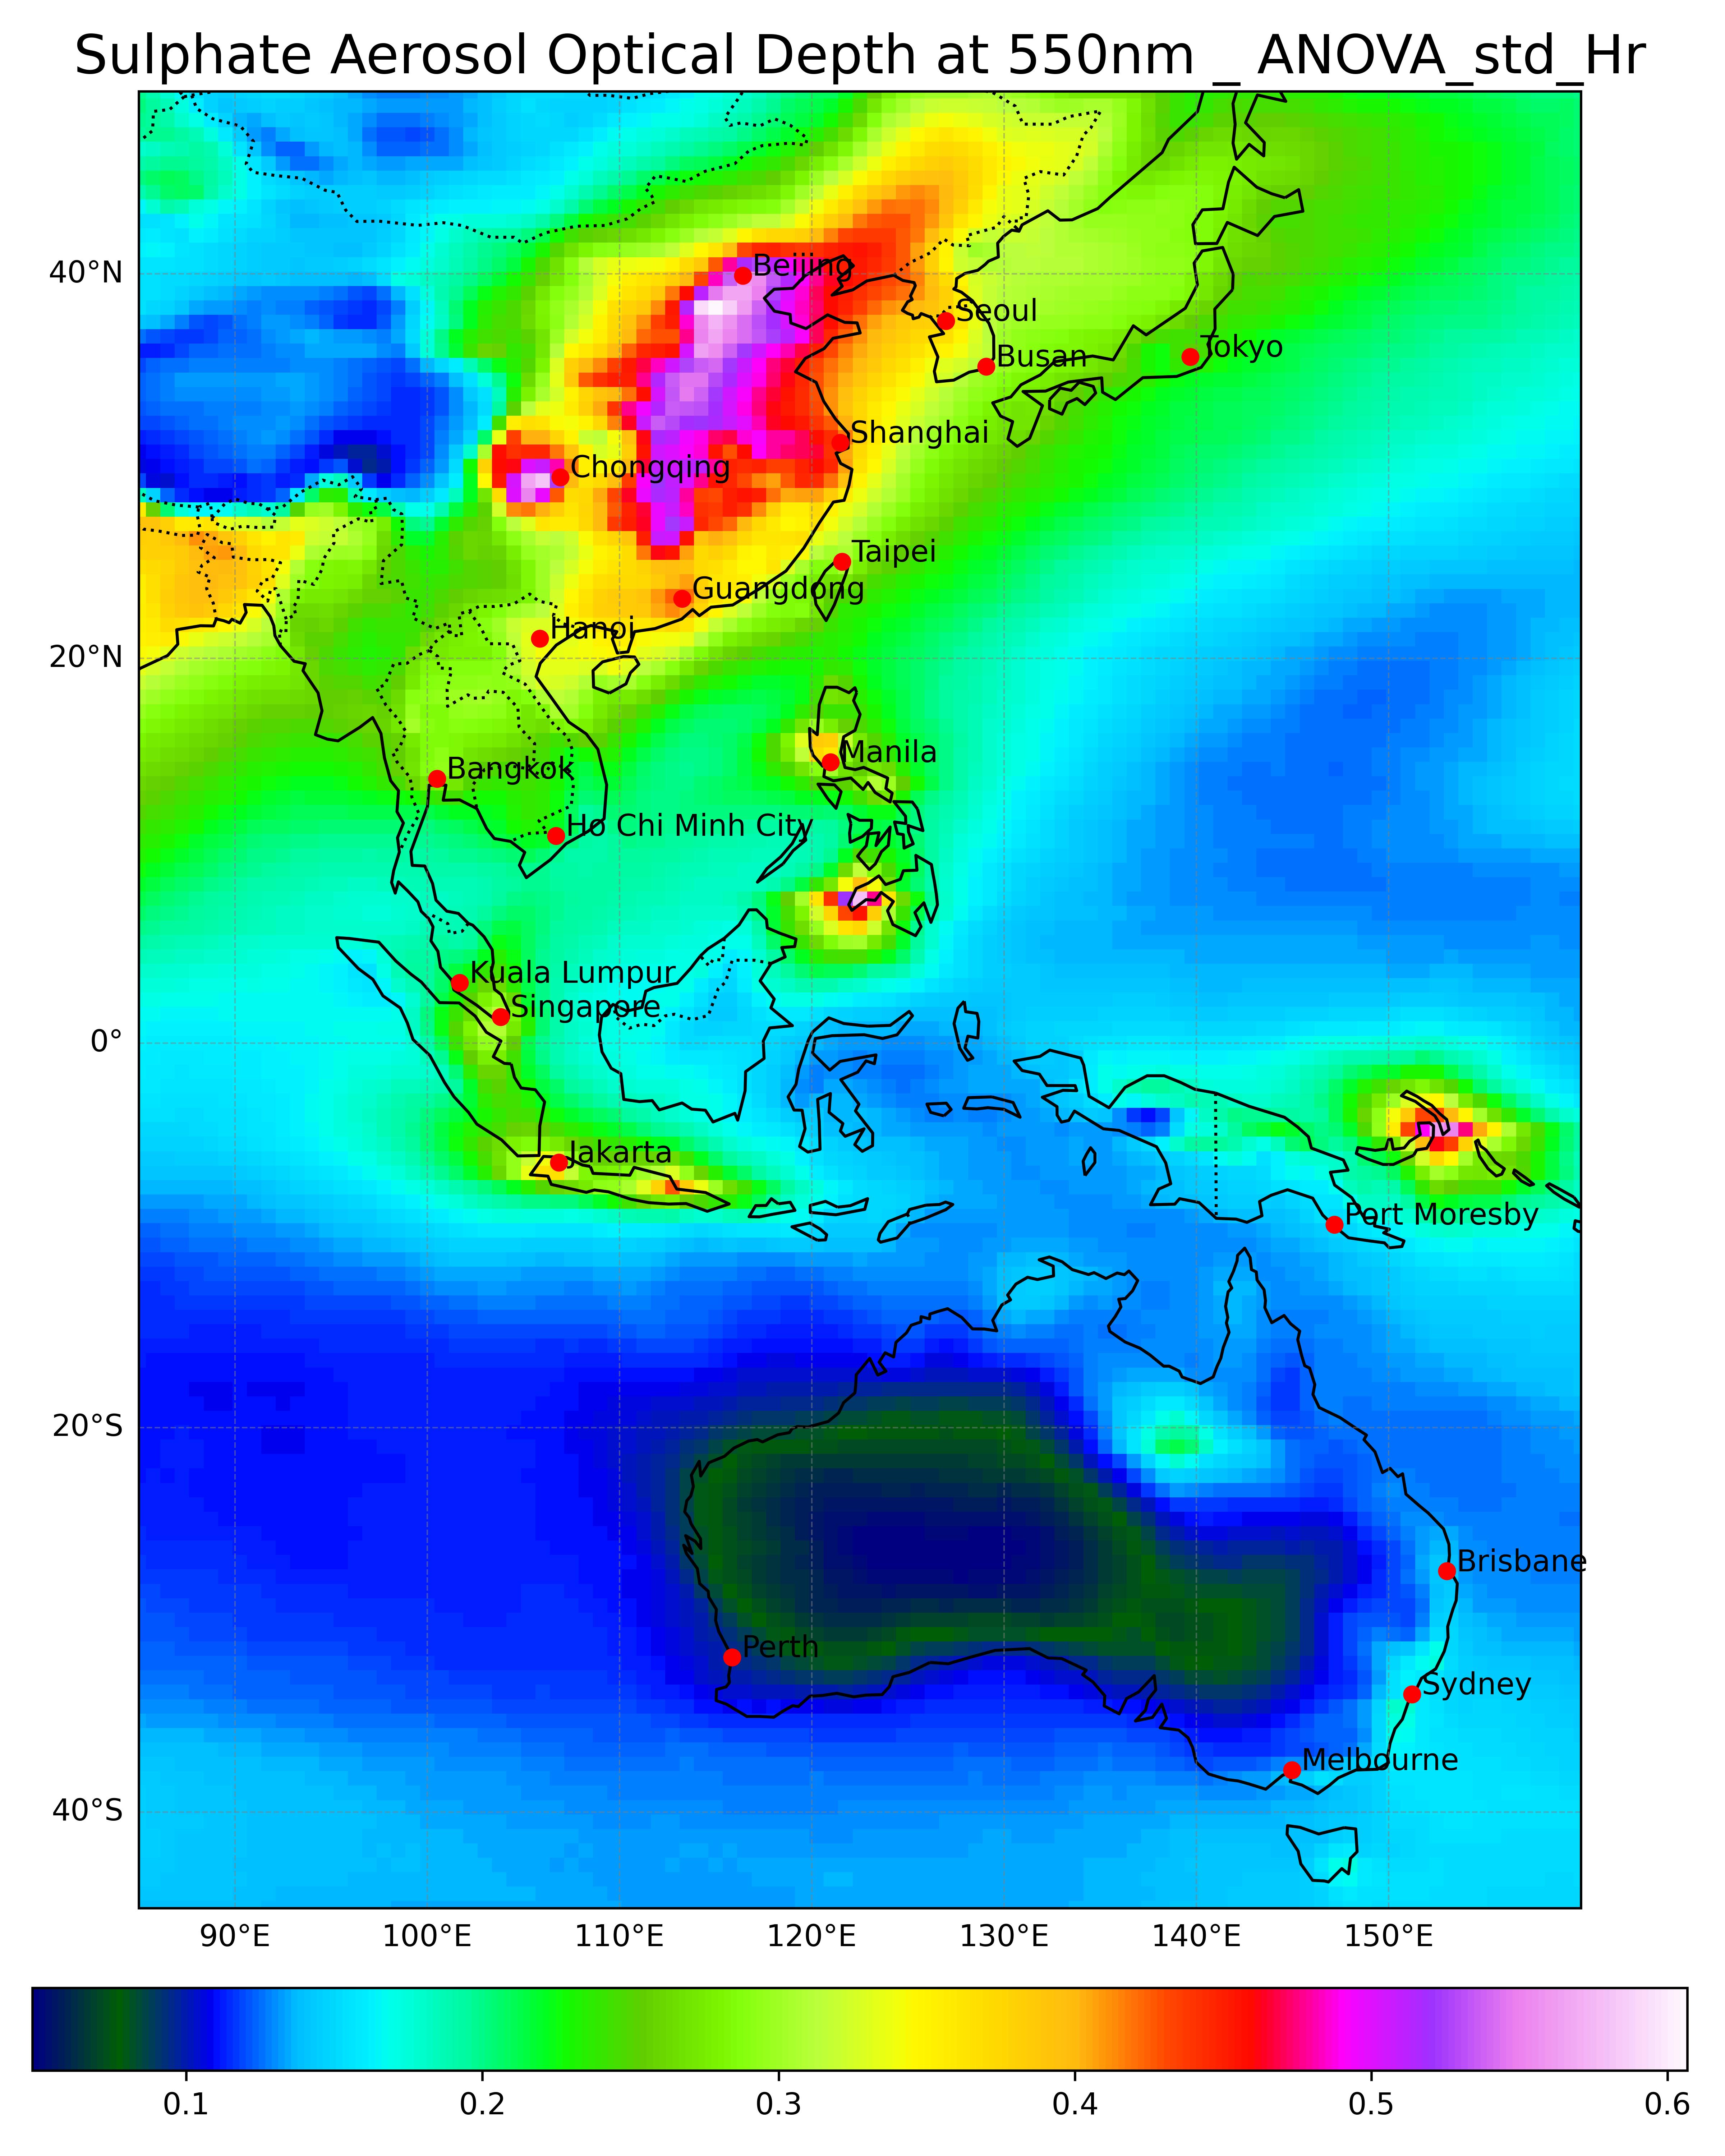 Sulphate Aerosol Optical Depth at 550nm _ ANOVA_std_Hr
40°N
20°N
0°
20°S
40°S
Beijing
Seoul
Busan
Tokyo
Shanghai
Chongqing
Taipei
Guangdong
Hanoi
Manila
Bangkok
Ho Chi Minh City
Kuala Lumpur
Singapore
Jakarta
Port Moresby
Brisbane
Perth
Sydney
Melbourne
90°E 100°E 110°E 120°E 130°E 140°E 150°E
0.1 0.2 0.3 0.4 0.5 0.6